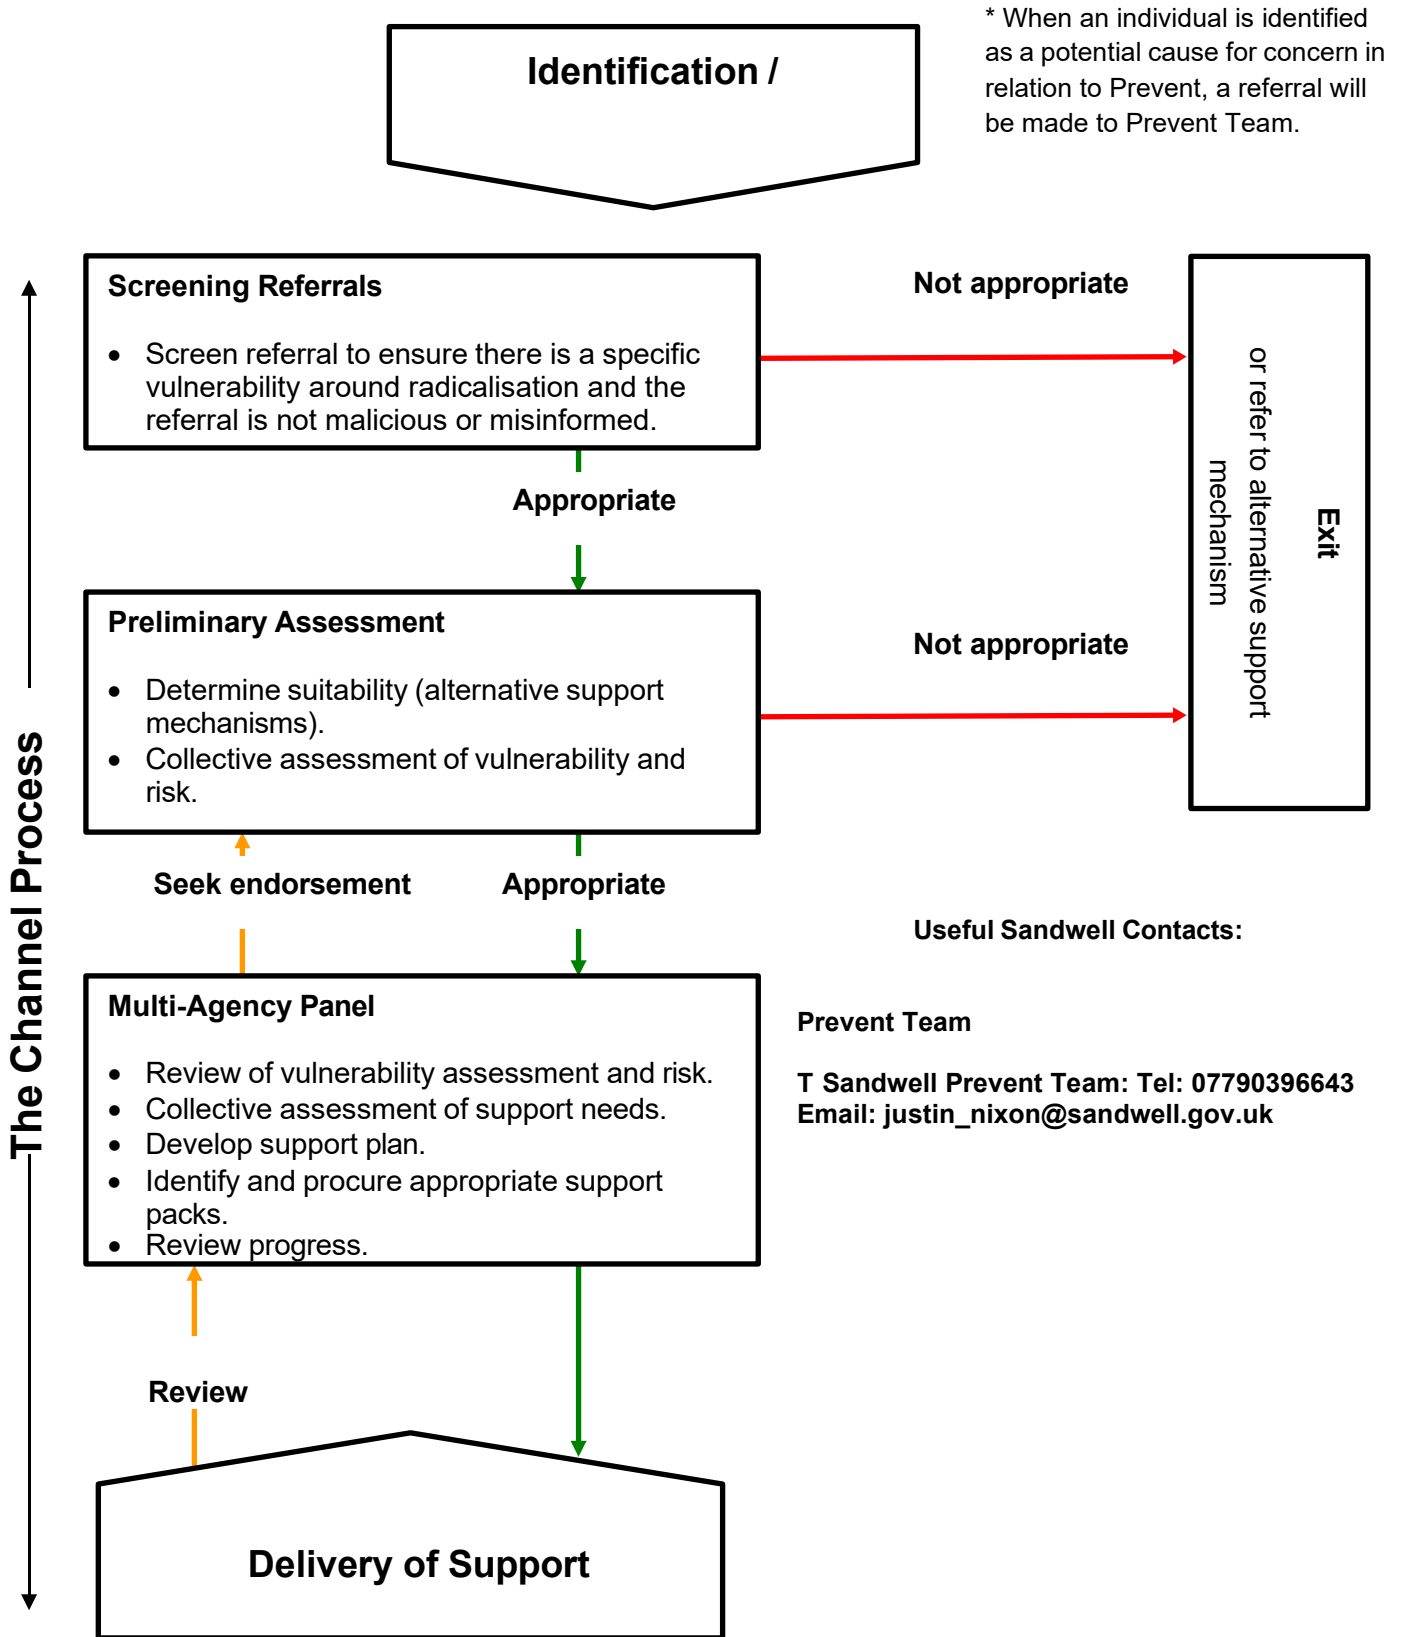 * When an individual is identified
as a potential cause for concern in
relation to Prevent, a referral will
be made to Prevent Team.
Identification /
The Channel Process
Screening Referrals
• Screen referral to ensure there is a specific
vulnerability around radicalisation and the
referral is not malicious or misinformed.
Not appropriate
Exit
or refer to alternative support
mechanism
Appropriate
Preliminary Assessment
• Determine suitability (alternative support
mechanisms).
• Collective assessment of vulnerability and
risk.
Not appropriate
Seek endorsement
Appropriate
Useful Sandwell Contacts:
Multi-Agency Panel
• Review of vulnerability assessment and risk.
• Collective assessment of support needs.
• Develop support plan.
• Identify and procure appropriate support
packs.
• Review progress.
Prevent Team
T Sandwell Prevent Team: Tel: 07790396643
Email: justin_nixon@sandwell.gov.uk
Review
Delivery of Support